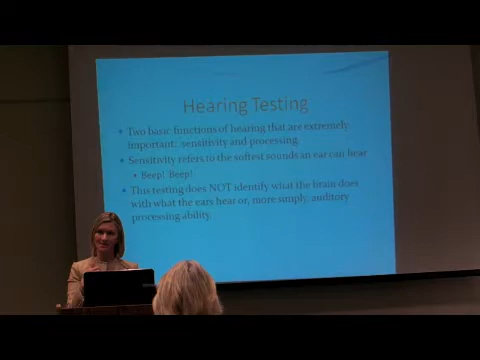 Hearing Testing
• Two basic functions of hearing that are extremely
important: sensitivity and processing.
• Sensitivity refers to the softest sounds an ear can hear
• Beep! Beep!
• This testing does NOT identify what the brain does
with what the ears hear or, more simply, auditory
processing ability.